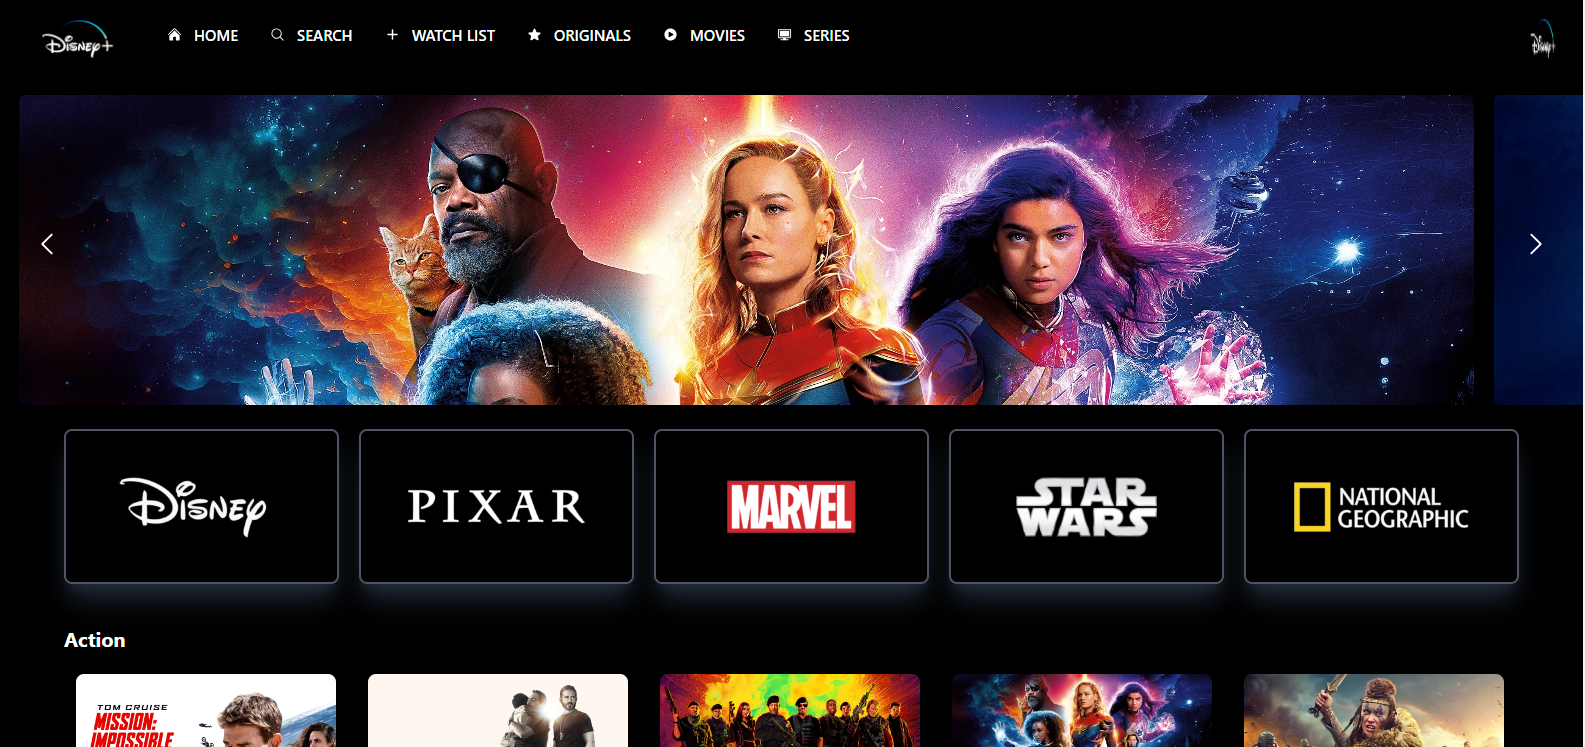 Disney+
HOME
SEARCH
WATCH LIST
ORIGINALS
MOVIES
SERIES
Disney+
Disney
PIXAR
MARVEL
STAR
WARS
NATIONAL
GEOGRAPHIC
Action
TOM CRUISE
MISSION:
IMPOSSIBLE